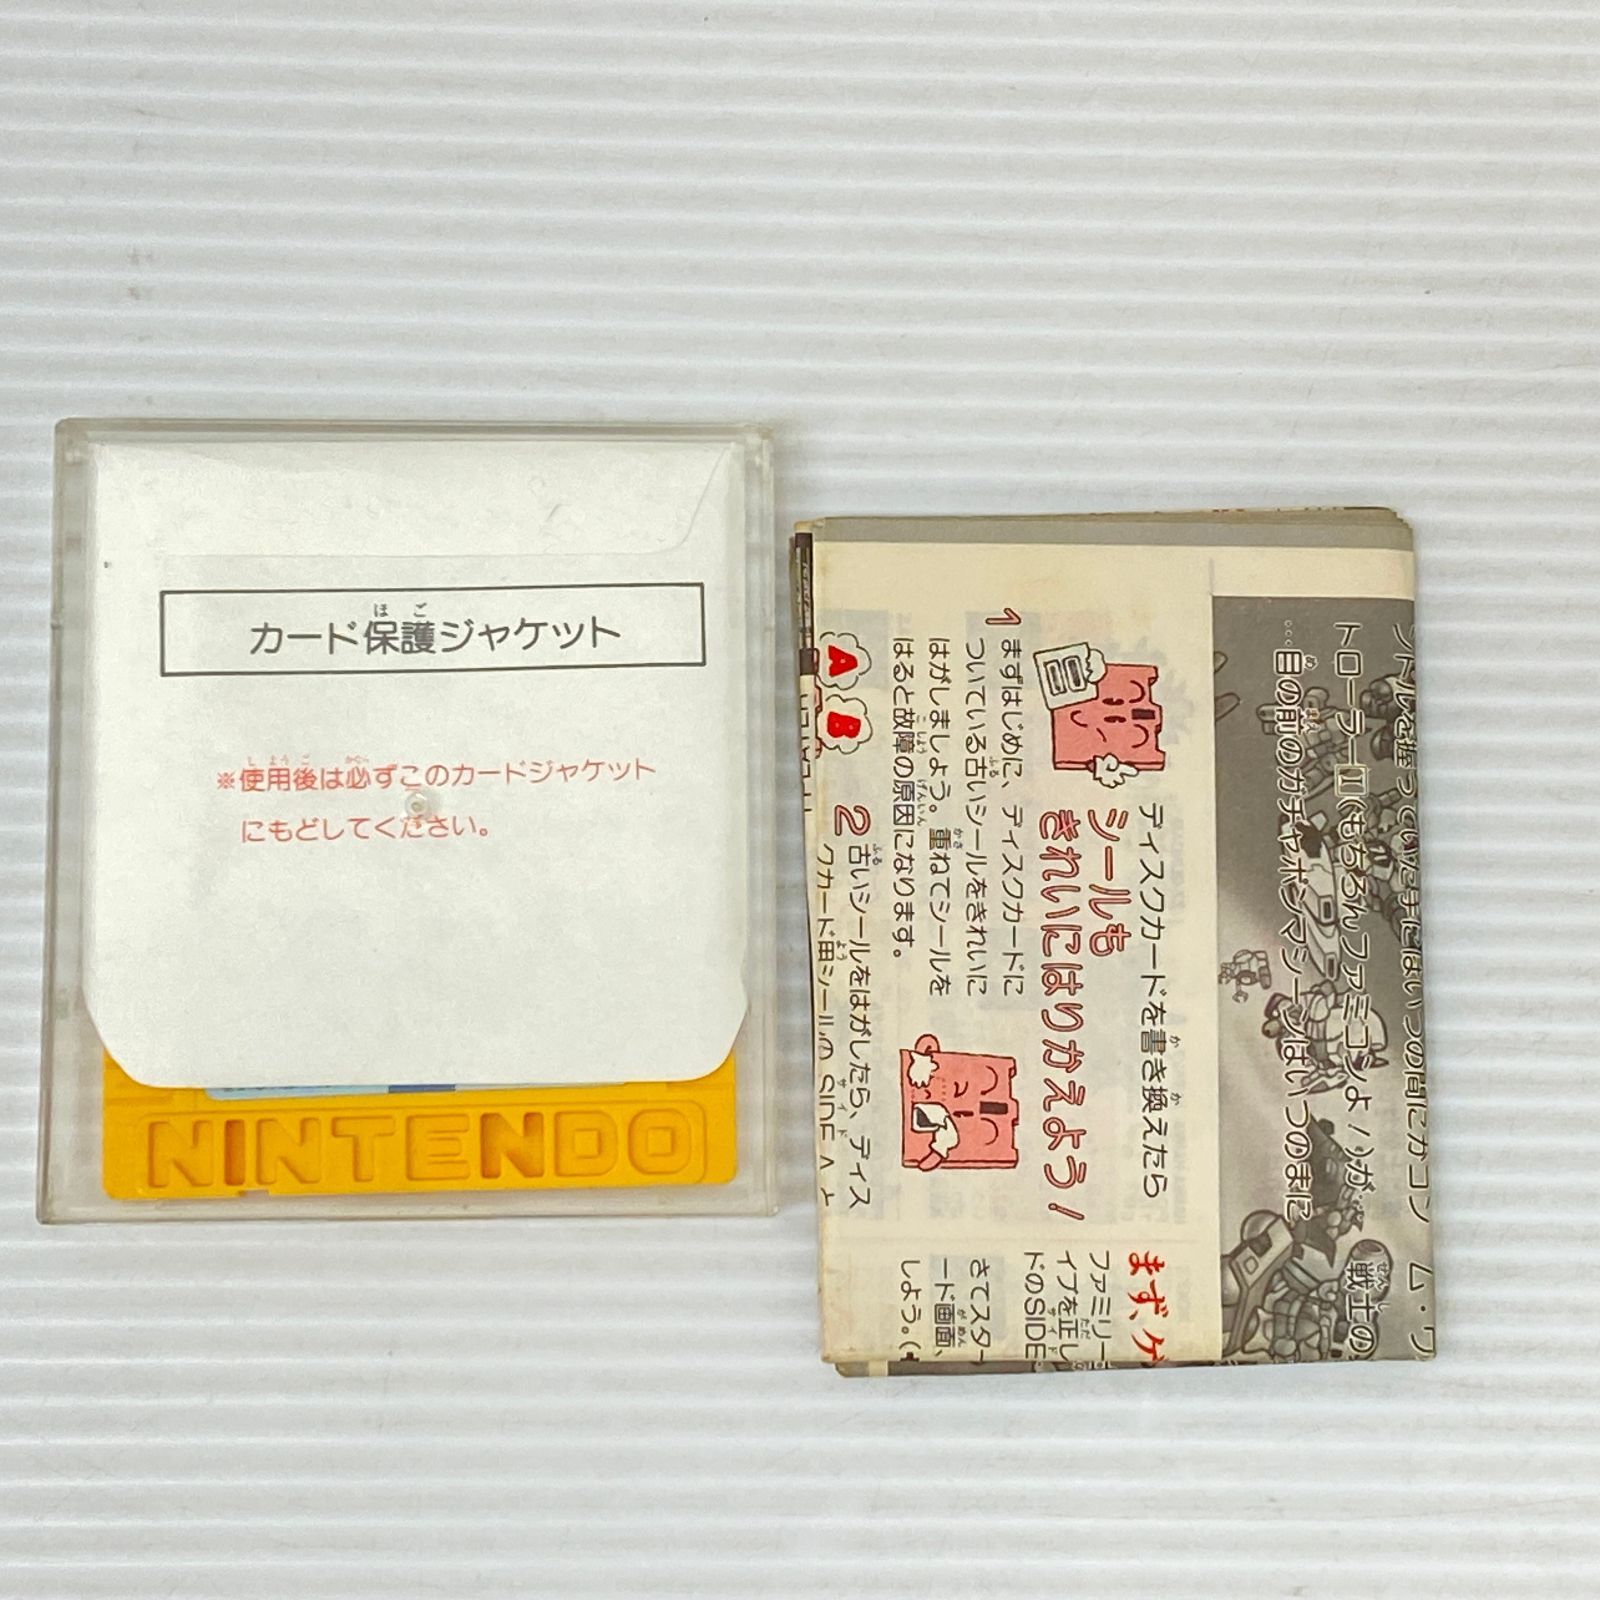 カード保護ジャケット
※使用後は必ずこのカードジャケット
にもどしてください。
NINTENDO
ディスクカードを書き換えたら
シールも
きれいにはりかえよう!
1 まずはじめに、ディスクカードに
ついている古いシールをきれいに
はがしましょう。重ねてシールを
はると故障の原因になります。
A B
2 古いシールをはがしたら、ディス
クカード用シールの SIDE A と
トローラーⅡ(もちろんファミコンよ
……目の前のガチャポンマシーンはいつのまに
戦士の
まず、ゲ
ファミリー
イブを正し
ドのSIDE
さてスター
ード画面、
しよう。(